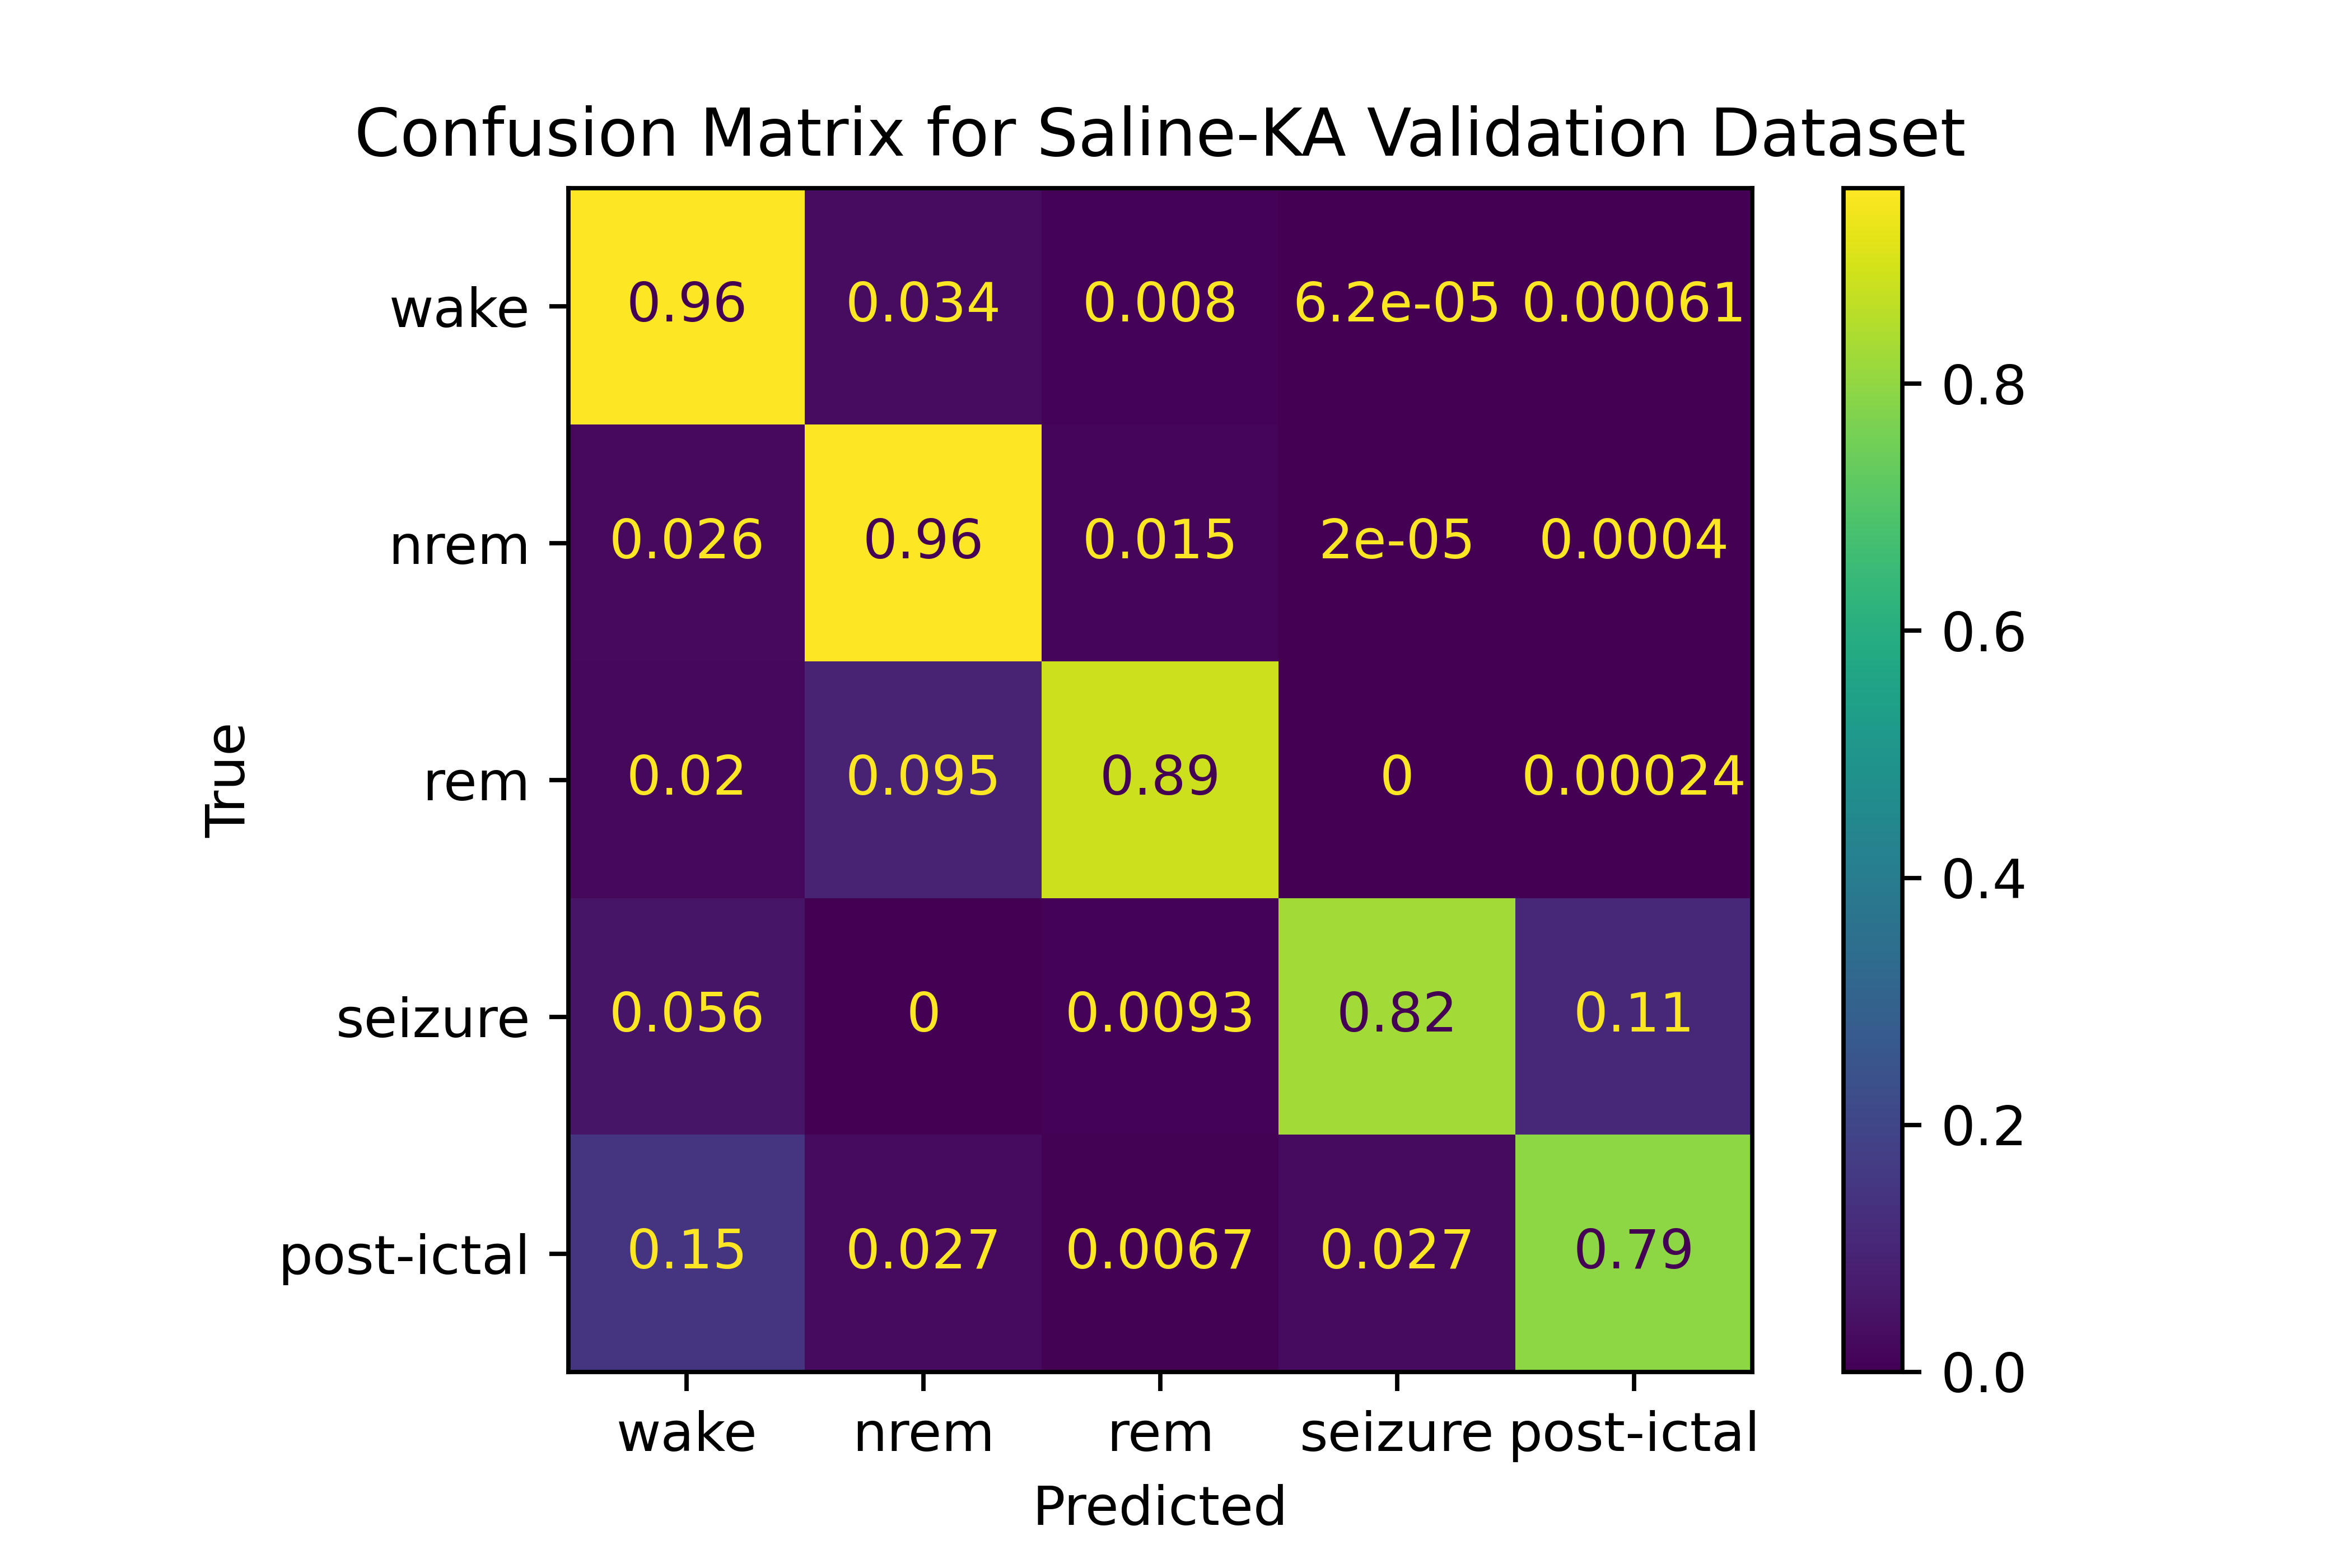 Confusion Matrix for Saline-KA Validation Dataset
wake 0.96 0.034 0.008 6.2e-05 0.00061
nrem 0.026 0.96 0.015 2e-05 0.0004
rem 0.02 0.095 0.89 0 0.00024
seizure 0.056 0 0.0093 0.82 0.11
post-ictal 0.15 0.027 0.0067 0.027 0.79
True
wake nrem rem seizure post-ictal
Predicted
0.8
0.6
0.4
0.2
0.0